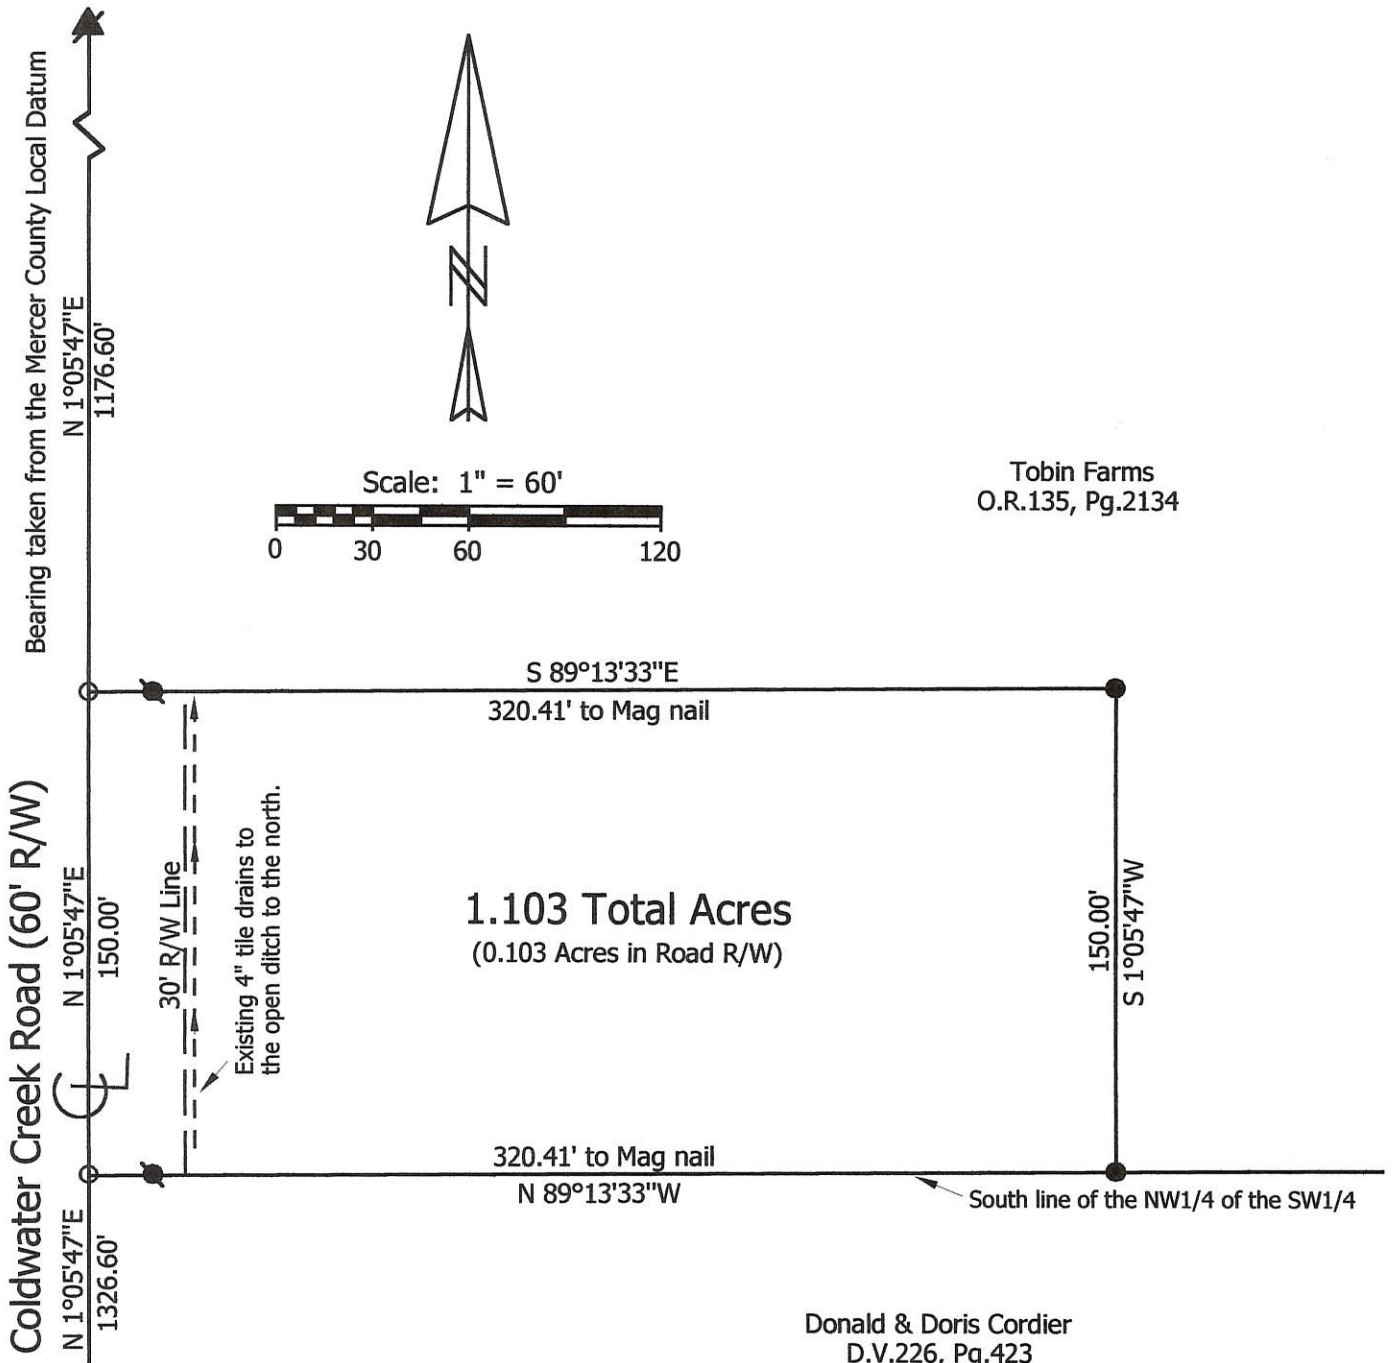 Bearing taken from the Mercer County Local Datum
N 1°05'47"E
1176.60'
N
Scale: 1" = 60'
0 30 60 120
Tobin Farms
O.R.135, Pg.2134
S 89°13'33"E
320.41' to Mag nail
Coldwater Creek Road (60' R/W)
N 1°05'47"E
150.00'
30' R/W Line
Existing 4" tile drains to
the open ditch to the north.
1.103 Total Acres
(0.103 Acres in Road R/W)
150.00'
S 1°05'47"W
CL
320.41' to Mag nail
N 89°13'33"W
South line of the NW1/4 of the SW1/4
N 1°05'47"E
1326.60'
Donald & Doris Cordier
D.V.226, Pg.423